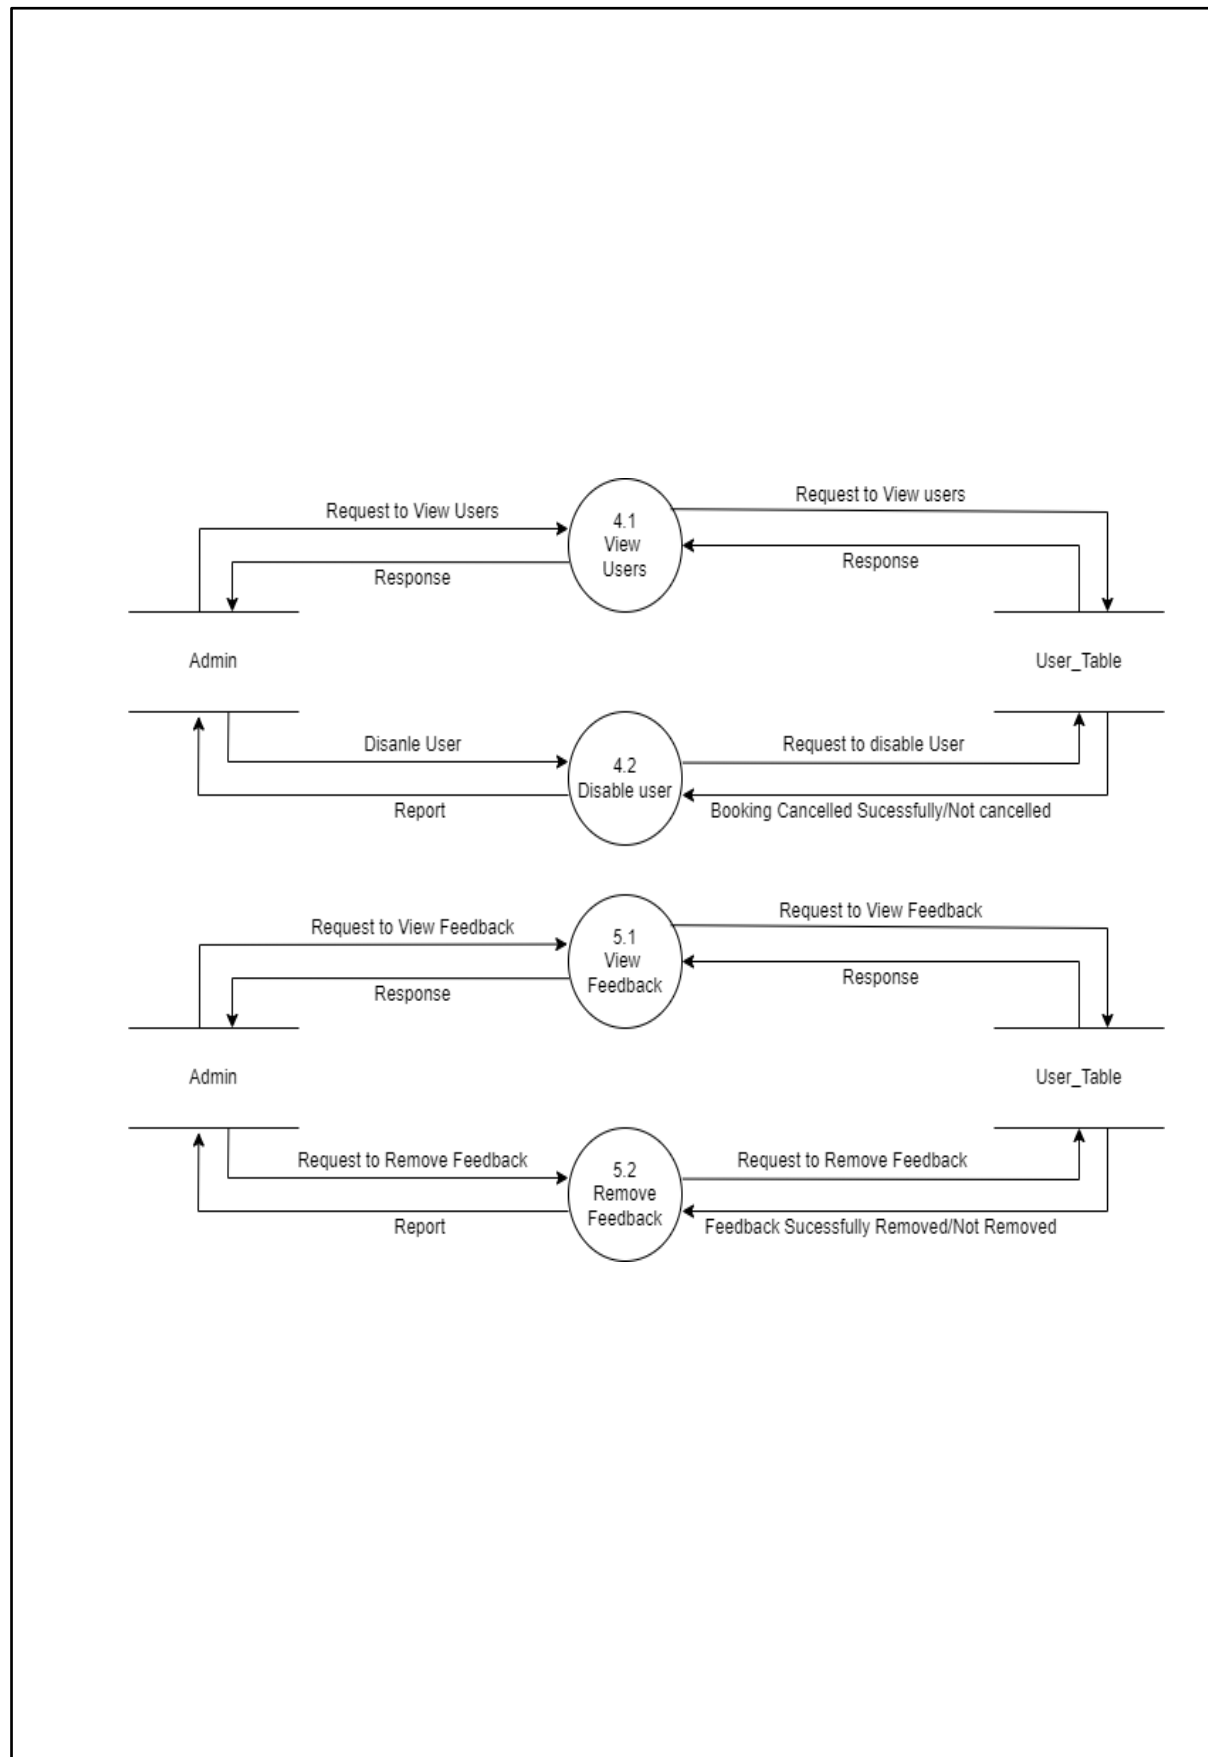 Request to View Users
Request to View users
4.1
View
Users
Response
Response
Admin
User_Table
Disanle User
Request to disable User
4.2
Disable user
Report
Booking Cancelled Sucessfully/Not cancelled
Request to View Feedback
Request to View Feedback
5.1
View
Feedback
Response
Response
Admin
User_Table
Request to Remove Feedback
Request to Remove Feedback
5.2
Remove
Feedback
Report
Feedback Sucessfully Removed/Not Removed